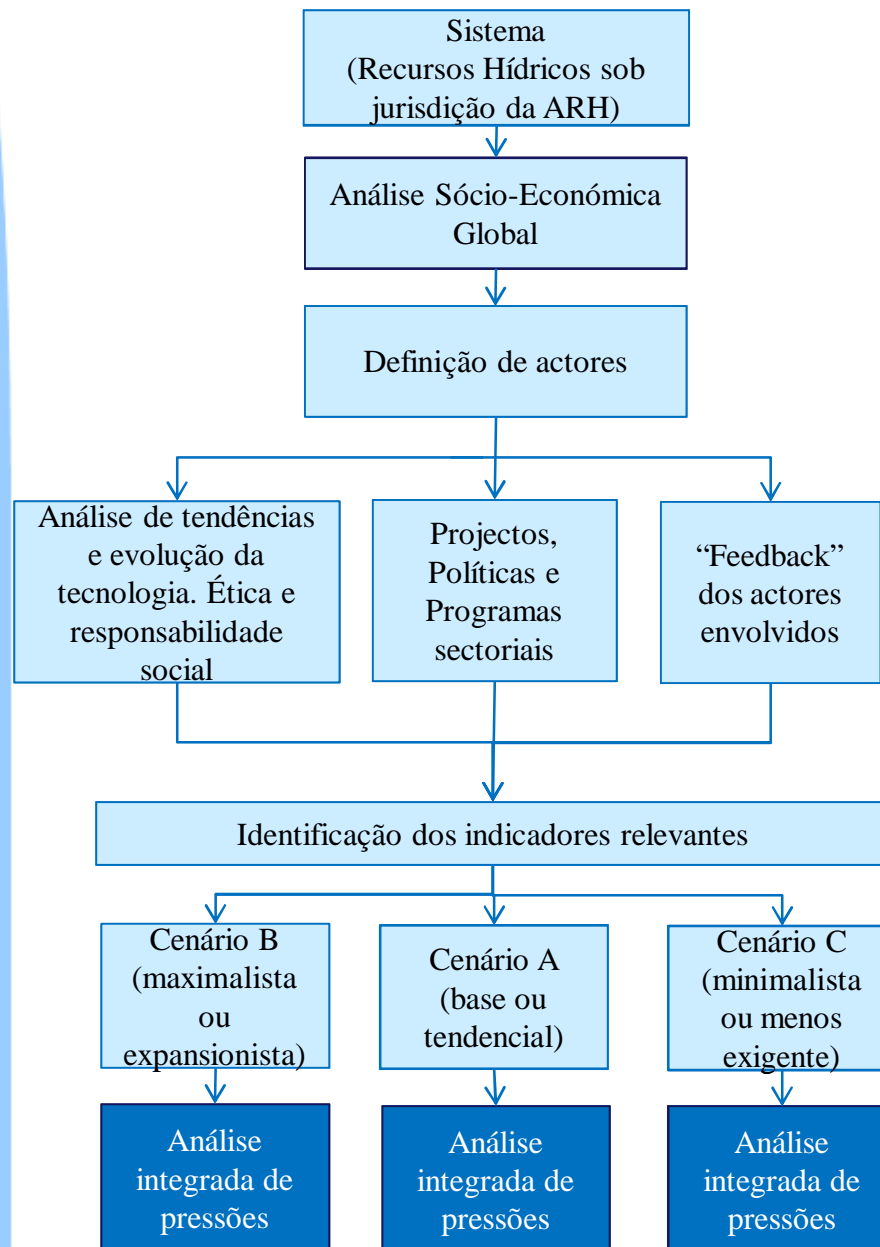 Sistema
(Recursos Hídricos sob
jurisdição da ARH)
Análise Sócio-Económica
Global
Definição de actores
Análise de tendências
e evolução da
tecnologia. Ética e
responsabilidade
social
Projectos,
Políticas e
Programas
sectoriais
“Feedback”
dos actores
envolvidos
Identificação dos indicadores relevantes
Cenário B
(maximalista
ou
expansionista)
Cenário A
(base ou
tendencial)
Cenário C
(minimalista
ou menos
exigente)
Análise
integrada de
pressões
Análise
integrada de
pressões
Análise
integrada de
pressões